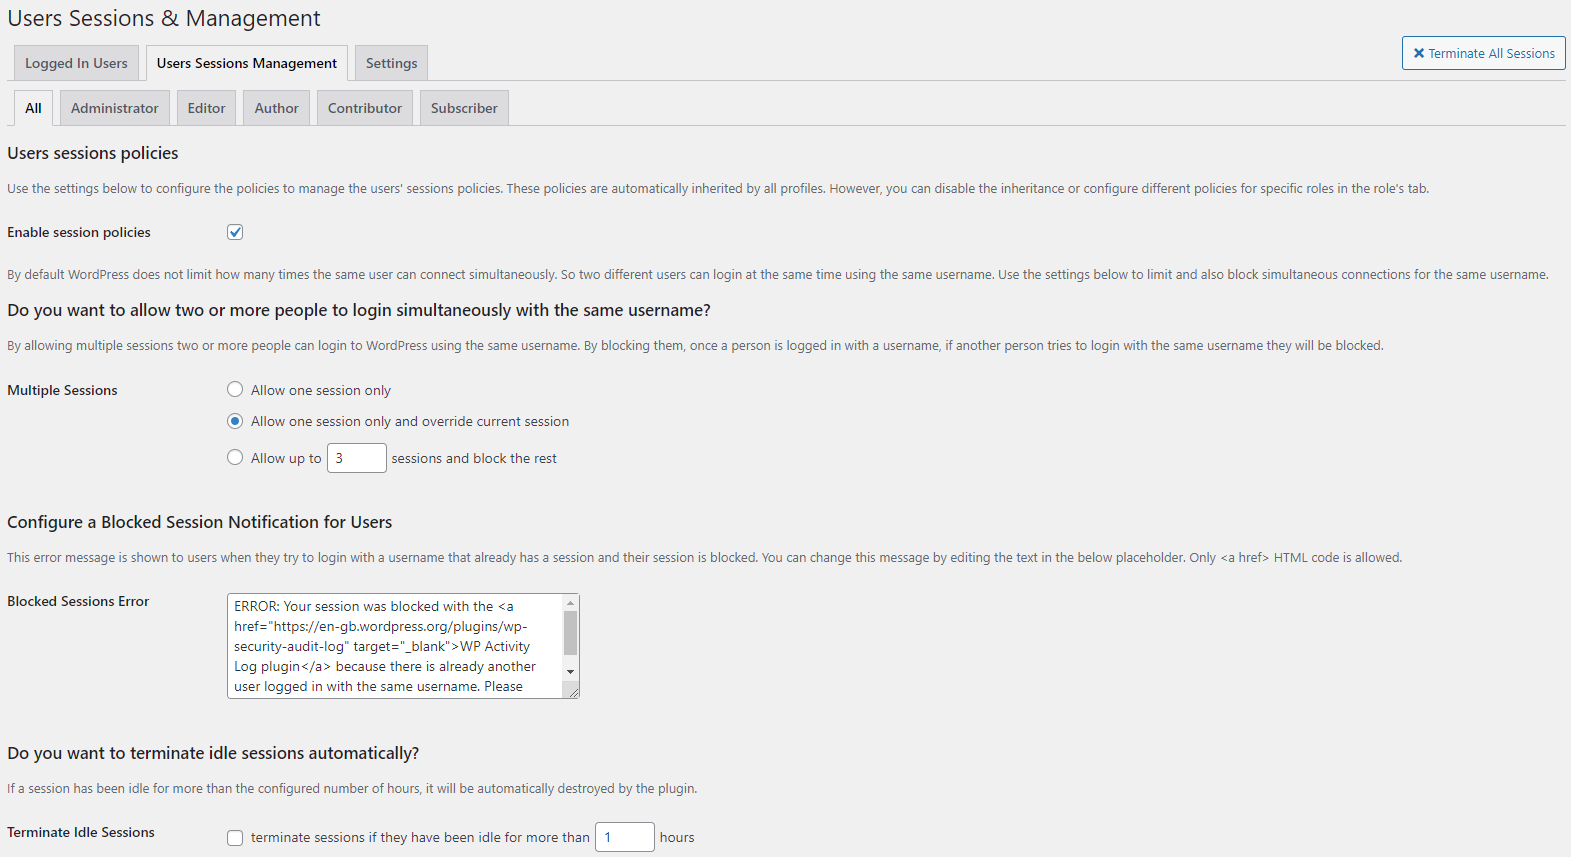 Users Sessions & Management
Logged In Users Users Sessions Management Settings
Terminate All Sessions
All Administrator Editor Author Contributor Subscriber
Users sessions policies
Use the settings below to configure the policies to manage the users' sessions policies. These policies are automatically inherited by all profiles. However, you can disable the inheritance or configure different policies for specific roles in the role's tab.
Enable session policies
By default WordPress does not limit how many times the same user can connect simultaneously. So two different users can login at the same time using the same username. Use the settings below to limit and also block simultaneous connections for the same username.
Do you want to allow two or more people to login simultaneously with the same username?
By allowing multiple sessions two or more people can login to WordPress using the same username. By blocking them, once a person is logged in with a username, if another person tries to login with the same username they will be blocked.
Multiple Sessions Allow one session only
Allow one session only and override current session
Allow up to 3 sessions and block the rest
Configure a Blocked Session Notification for Users
This error message is shown to users when they try to login with a username that already has a session and their session is blocked. You can change this message by editing the text in the below placeholder. Only <a href> HTML code is allowed.
Blocked Sessions Error
ERROR: Your session was blocked with the <a
href="https://en-gb.wordpress.org/plugins/wp-
security-audit-log" target="_blank">WP Activity
Log plugin</a> because there is already another
user logged in with the same username. Please
Do you want to terminate idle sessions automatically?
If a session has been idle for more than the configured number of hours, it will be automatically destroyed by the plugin.
Terminate Idle Sessions terminate sessions if they have been idle for more than 1 hours